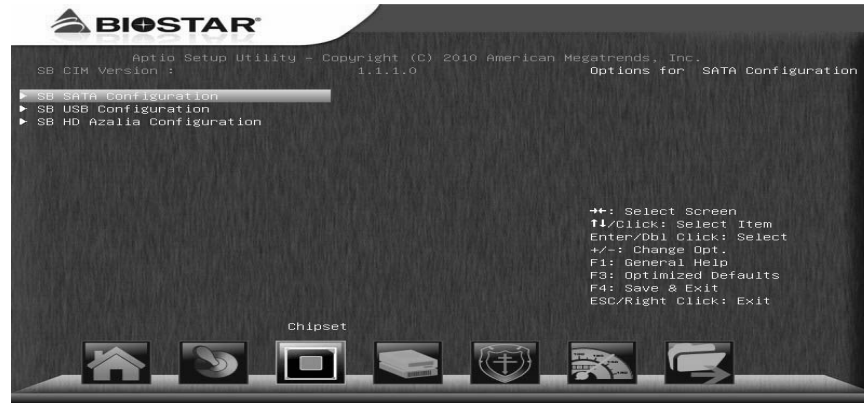 BIOSTAR®
Aptio Setup Utility - Copyright (C) 2010 American Megatrends, Inc.
SB CIM Version : 1.1.1.0
Options for SATA Configuration
▶ SB SATA Configuration
▶ SB USB Configuration
▶ SB HD Azalia Configuration
→←: Select Screen
↑↓/Click: Select Item
Enter/Dbl Click: Select
+/-: Change Opt.
F1: General Help
F3: Optimized Defaults
F4: Save & Exit
ESC/Right Click: Exit
Chipset